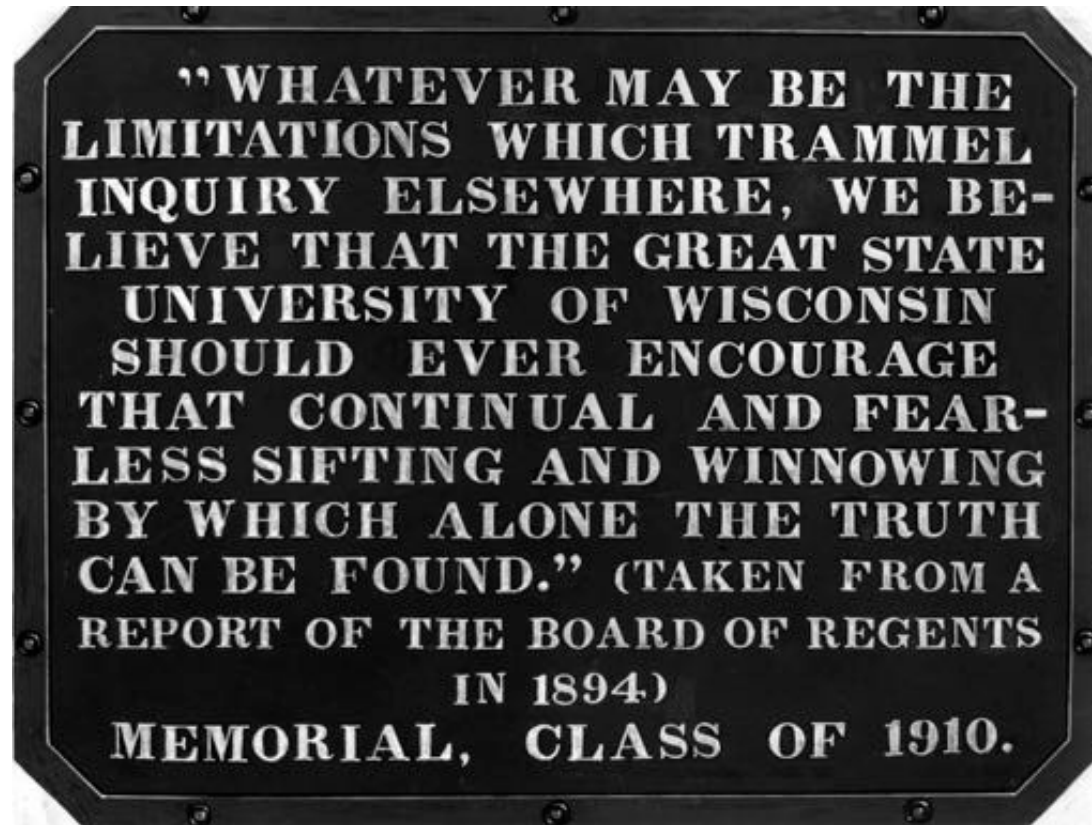 "WHATEVER MAY BE THE
LIMITATIONS WHICH TRAMMEL
INQUIRY ELSEWHERE, WE BE-
LIEVE THAT THE GREAT STATE
UNIVERSITY OF WISCONSIN
SHOULD EVER ENCOURAGE
THAT CONTINUAL AND FEAR-
LESS SIFTING AND WINNOWING
BY WHICH ALONE THE TRUTH
CAN BE FOUND." (TAKEN FROM A
REPORT OF THE BOARD OF REGENTS
IN 1894)
MEMORIAL, CLASS OF 1910.